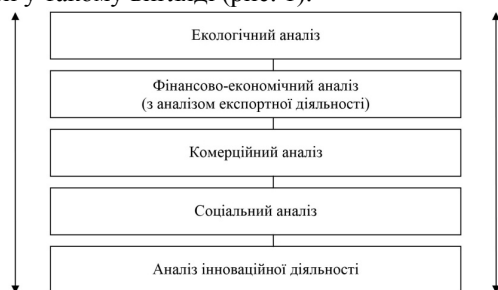 у такому вигляді (рис. 1):
Екологічний аналіз
Фінансово-економічний аналіз
(з аналізом експортної діяльності)
Комерційний аналіз
Соціальний аналіз
Аналіз інноваційної діяльності